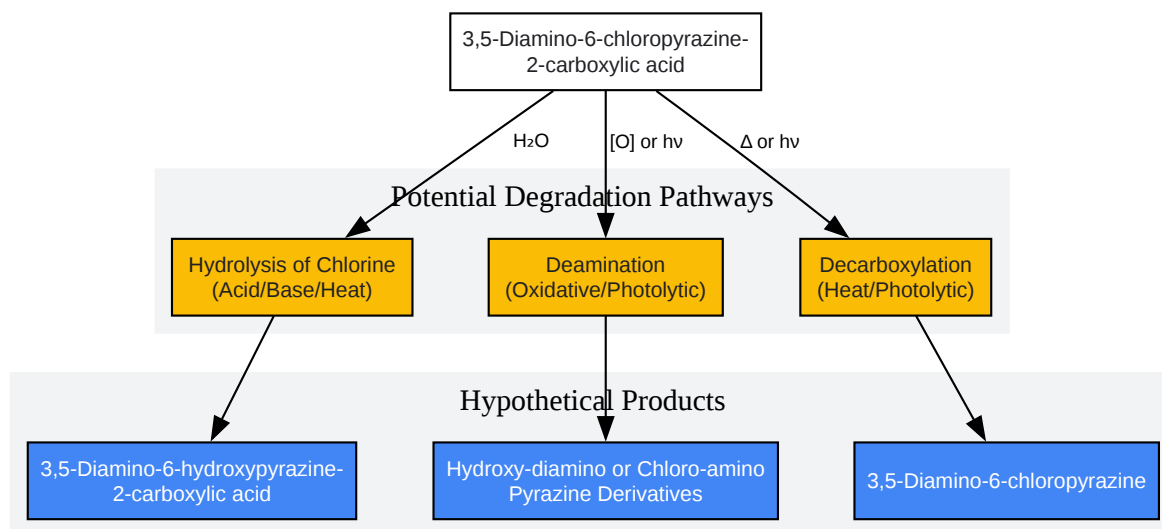 3,5-Diamino-6-chloropyrazine-
2-carboxylic acid
H₂O
[O] or hν
Δ or hν
Potential Degradation Pathways
Hydrolysis of Chlorine
(Acid/Base/Heat)
Deamination
(Oxidative/Photolytic)
Decarboxylation
(Heat/Photolytic)
Hypothetical Products
3,5-Diamino-6-hydroxypyrazine-
2-carboxylic acid
Hydroxy-diamino or Chloro-amino
Pyrazine Derivatives
3,5-Diamino-6-chloropyrazine